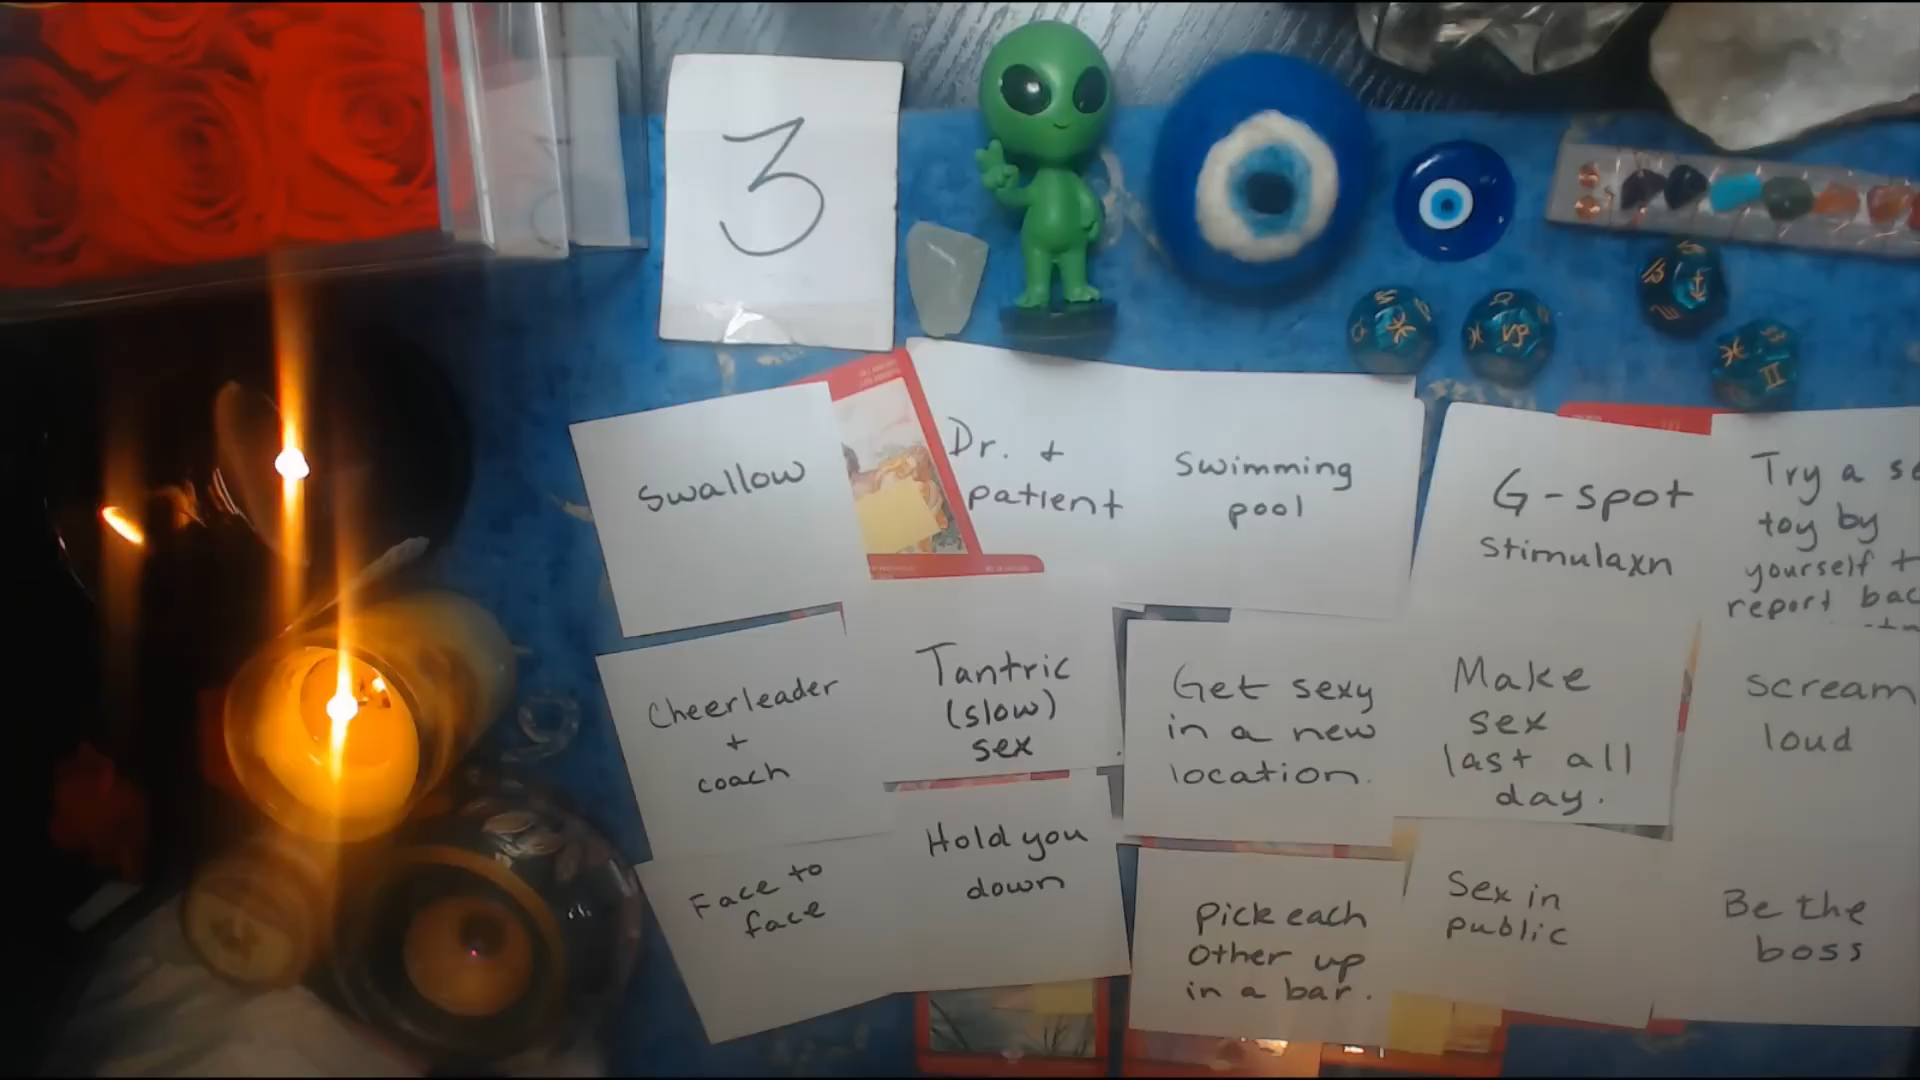 3
Swallow
Dr. +
patient
Swimming
pool
G-spot
Stimulaxn
Try a
toy by
yourself +
report
Cheerleader
+
coach
Tantric
(slow)
sex
Get sexy
in a new
location.
Make
sex
last all
day.
scream
loud
Face to
face
Hold you
down
Pick each
other up
in a bar.
Sex in
public
Be the
boss